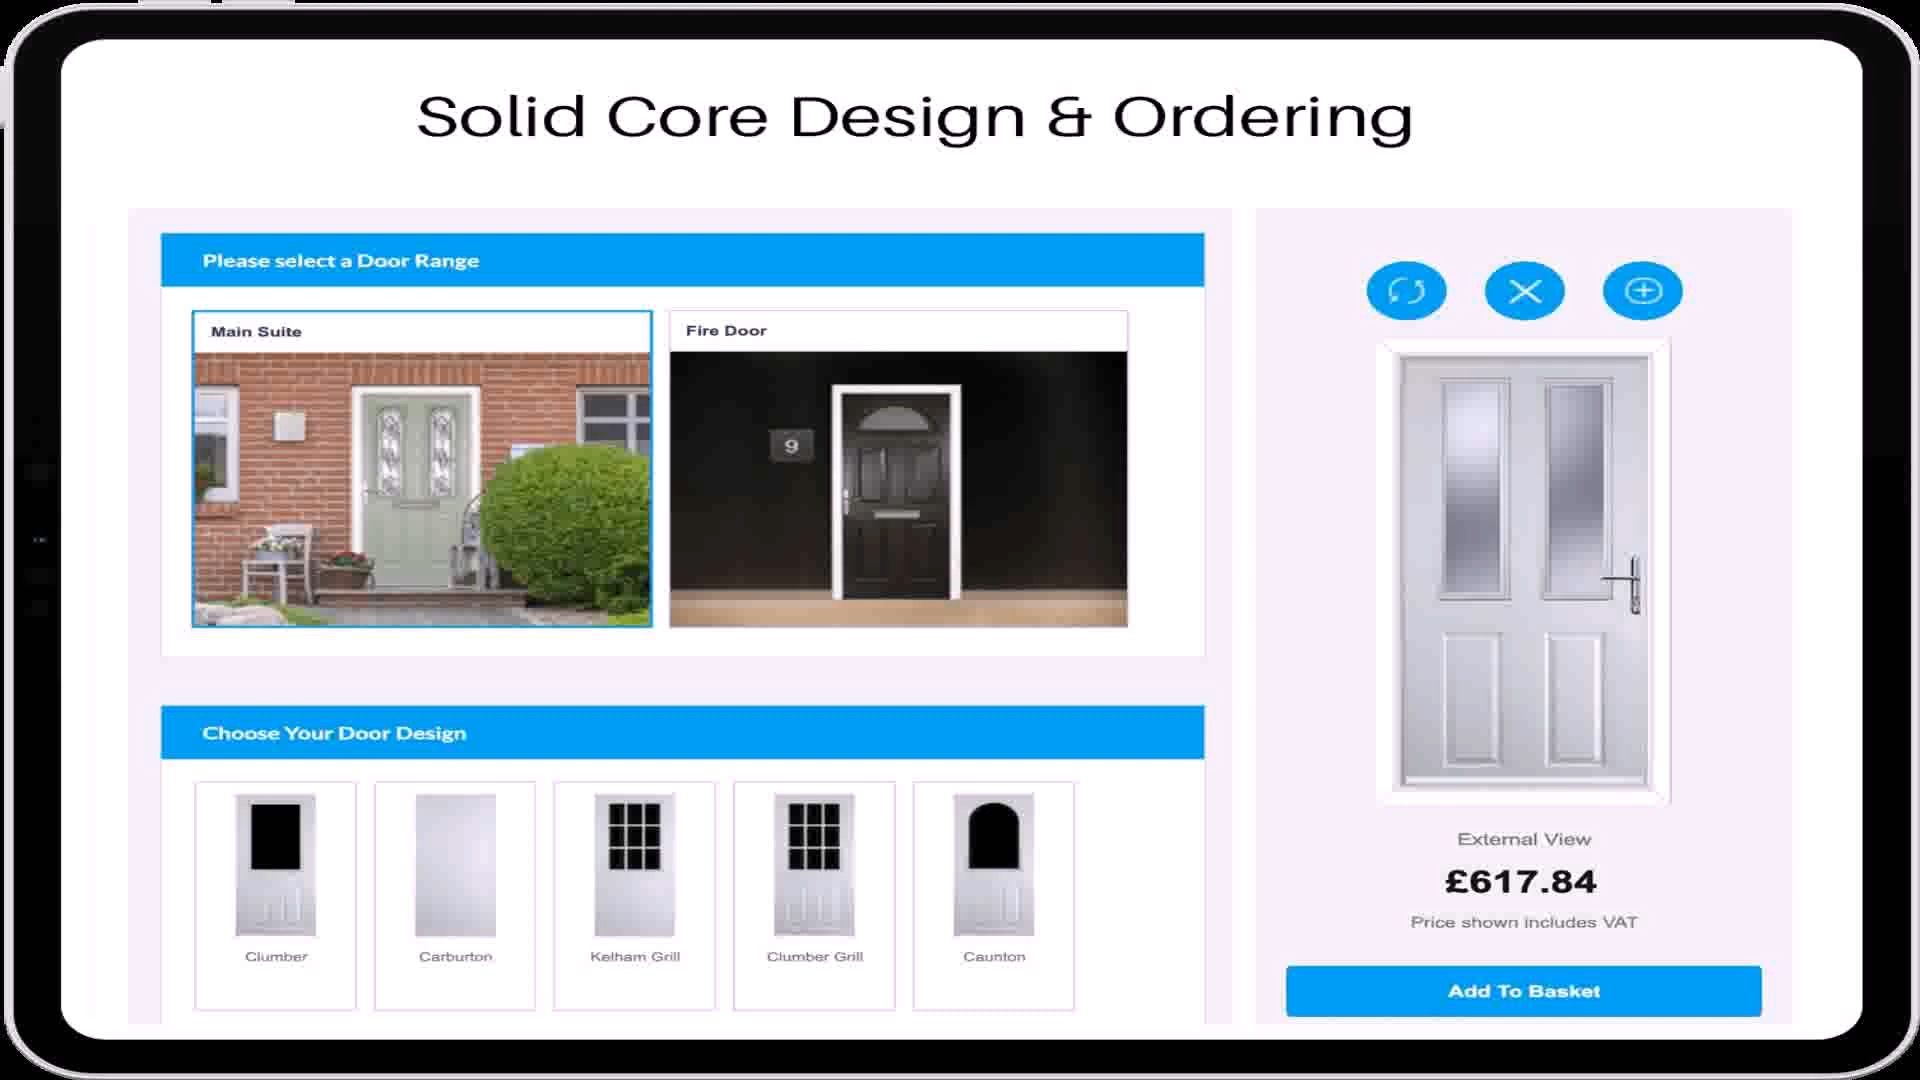 Solid Core Design & Ordering
Please select a Door Range
Main Suite
Fire Door
9
Choose Your Door Design
Clumber
Carburton
Kelham Grill
Clumber Grill
Caunton
External View
£617.84
Price shown includes VAT
Add To Basket